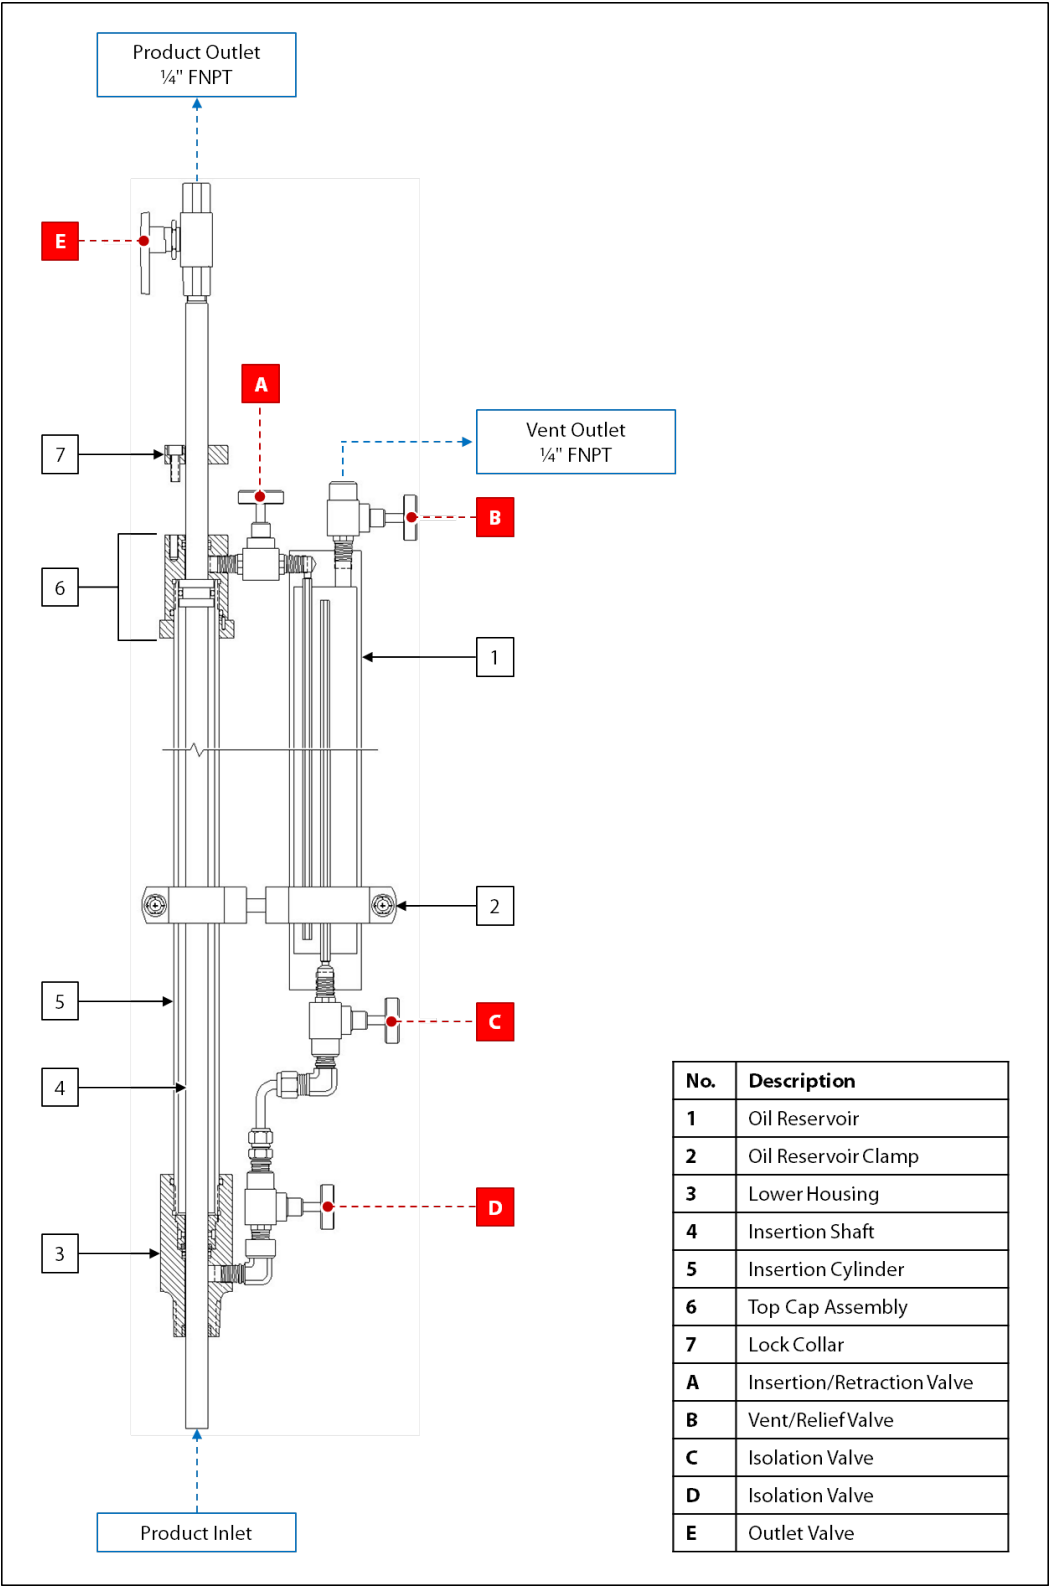 Product Outlet
¼" FNPT
E
A
Vent Outlet
¼" FNPT
7
B
6
1
2
5
C
4
D
3
Product Inlet
No. Description
1 Oil Reservoir
2 Oil Reservoir Clamp
3 Lower Housing
4 Insertion Shaft
5 Insertion Cylinder
6 Top Cap Assembly
7 Lock Collar
A Insertion/Retraction Valve
B Vent/Relief Valve
C Isolation Valve
D Isolation Valve
E Outlet Valve